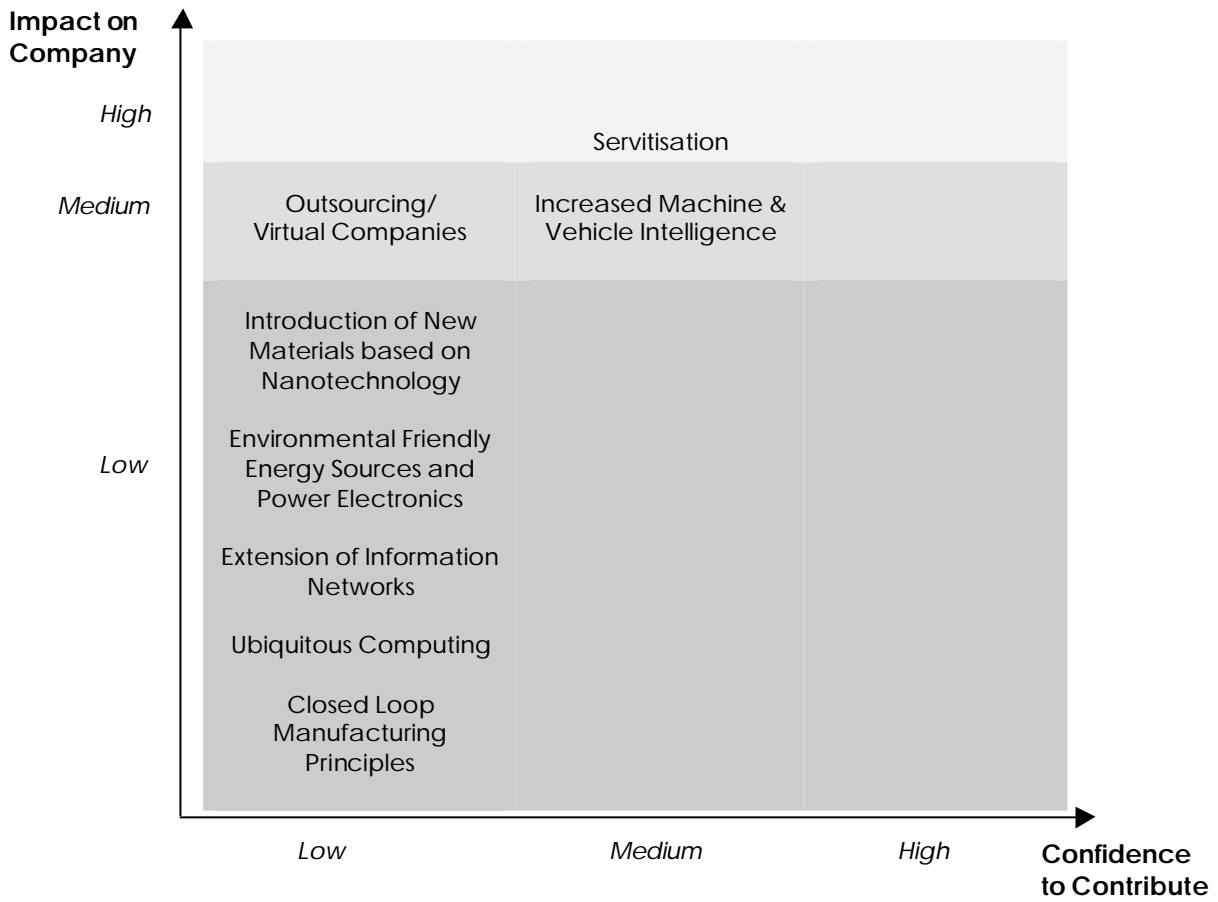 Impact on
Company
High
Servitisation
Medium
Outsourcing/
Virtual Companies
Increased Machine &
Vehicle Intelligence
Introduction of New
Materials based on
Nanotechnology
Low
Environmental Friendly
Energy Sources and
Power Electronics
Extension of Information
Networks
Ubiquitous Computing
Closed Loop
Manufacturing
Principles
Low
Medium
High
Confidence
to Contribute